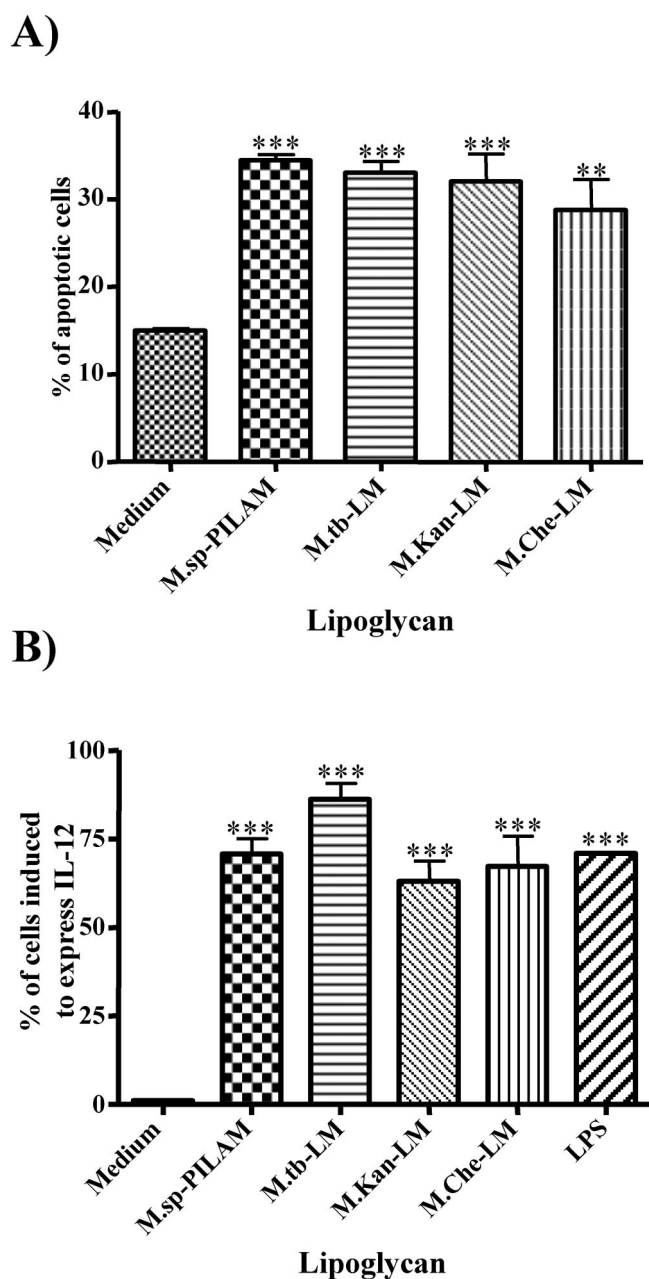 A)
% of apoptotic cells
40
30
20
10
0
***
***
***
**
Medium
M.sp-PILAM
M.tb-LM
M.Kan-LM
M.Che-LM
Lipoglycan
B)
% of cells induced
to express IL-12
100
75
50
25
0
***
***
***
***
***
Medium
M.sp-PILAM
M.tb-LM
M.Kan-LM
M.Che-LM
LPS
Lipoglycan